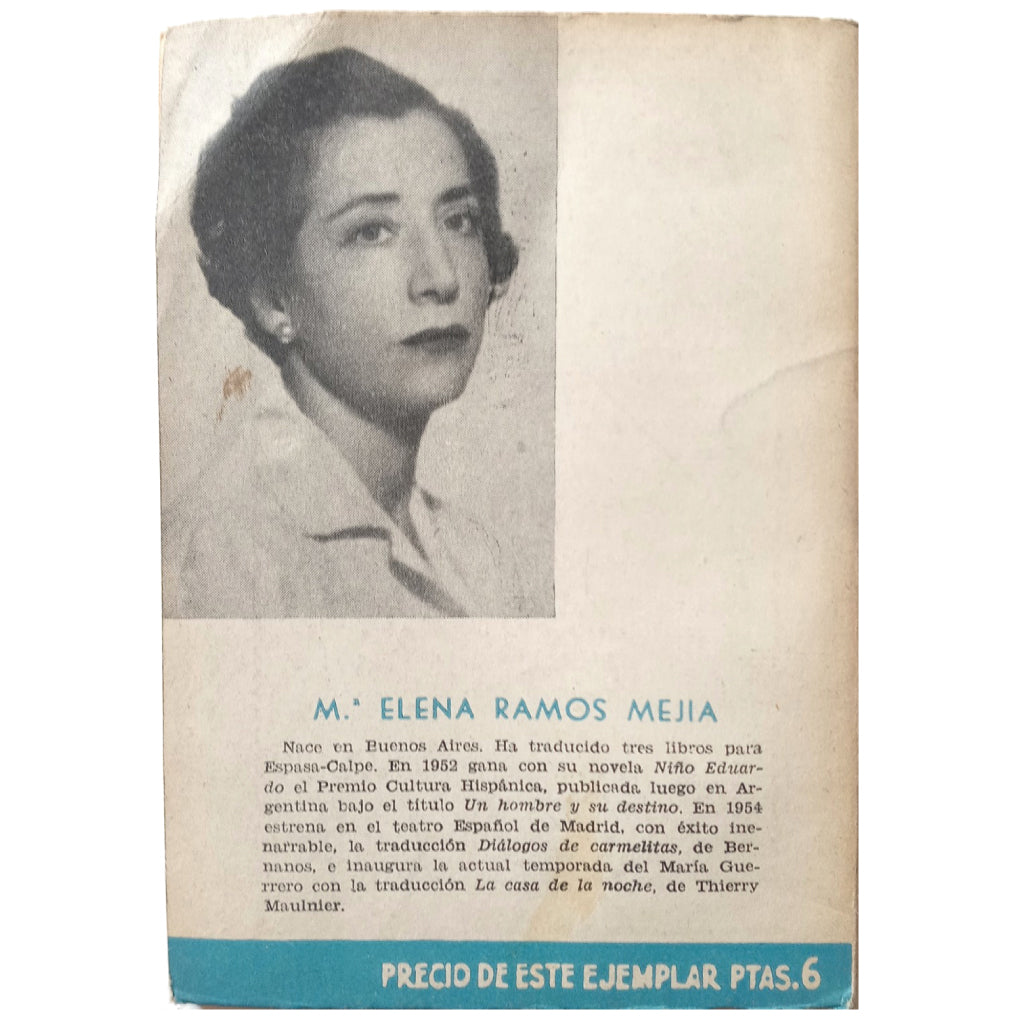 M.ª ELENA RAMOS MEJIA
Nace en Buenos Aires. Ha traducido tres libros para
Espasa-Calpe. En 1952 gana con su novela Niño Eduar-
do el Premio Cultura Hispánica, publicada luego en Ar-
gentina bajo el título Un hombre y su destino. En 1954
estrena en el teatro Español de Madrid, con éxito ine-
narrable, la traducción Diálogos de carmelitas, de Ber-
nanos, e inaugura la actual temporada del María Gue-
rrero con la traducción La casa de la noche, de Thierry
Maulnier.
PRECIO DE ESTE EJEMPLAR PTAS.6